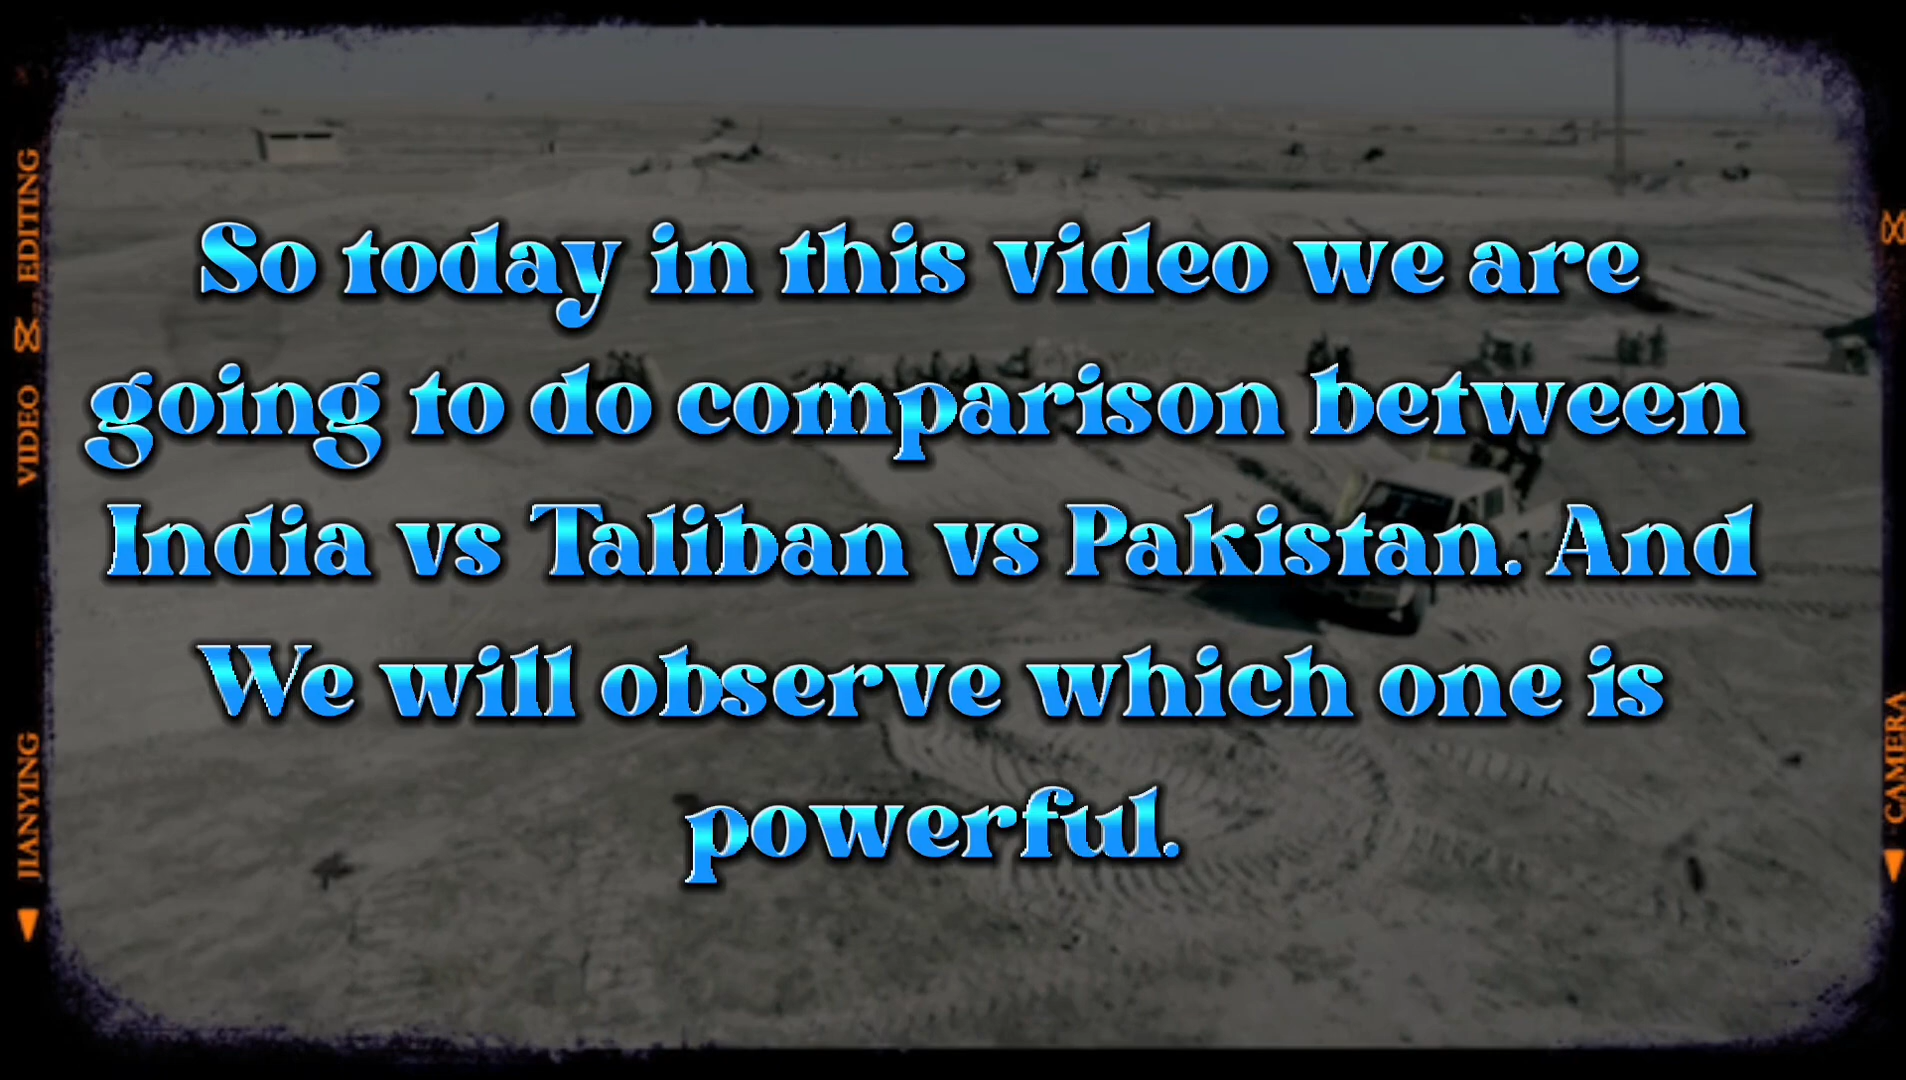 So today in this video we are
going to do comparison between
India vs Taliban vs Pakistan. And
We will observe which one is
powerful.
JIANYING
VIDEO
EDITING
CAMERA